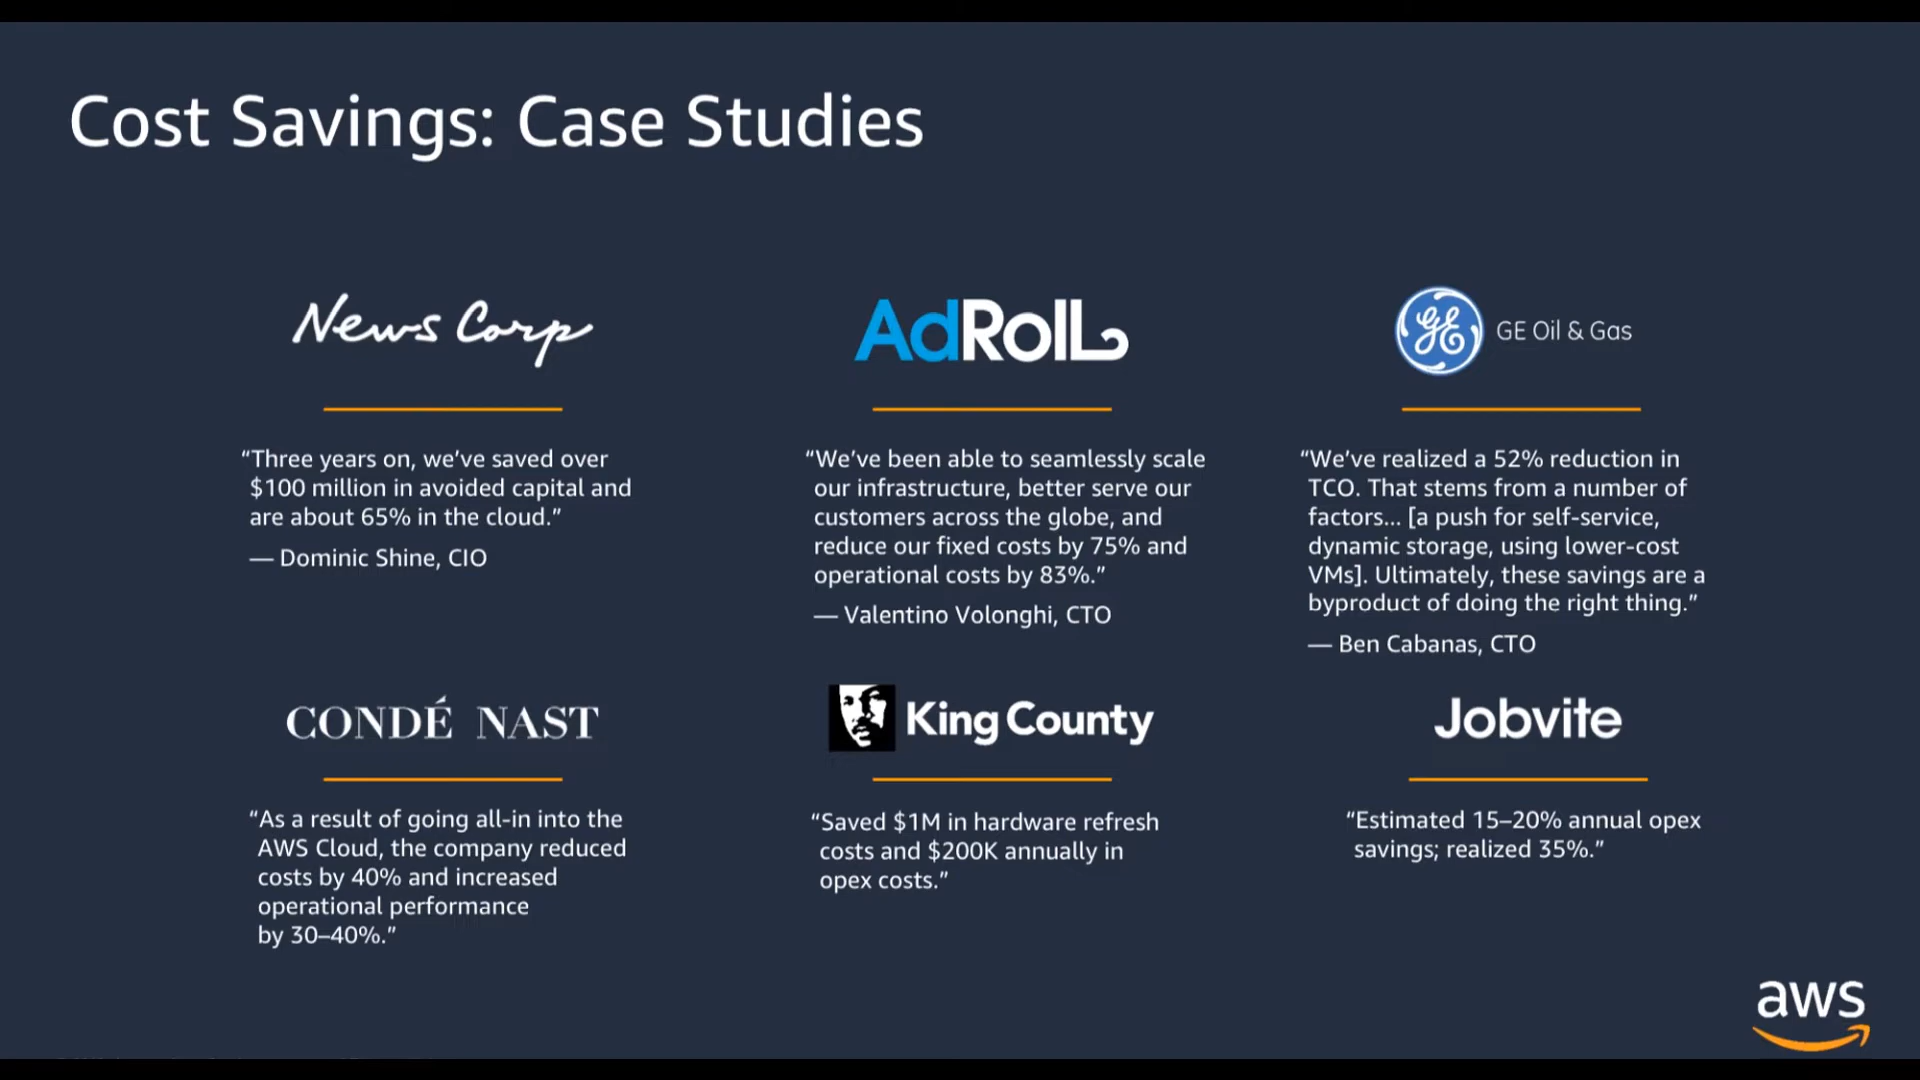 Cost Savings: Case Studies
News Corp
“Three years on, we’ve saved over
$100 million in avoided capital and
are about 65% in the cloud.”
— Dominic Shine, CIO
AdRoll
“We’ve been able to seamlessly scale
our infrastructure, better serve our
customers across the globe, and
reduce our fixed costs by 75% and
operational costs by 83%.”
— Valentino Volonghi, CTO
GE GE Oil & Gas
“We’ve realized a 52% reduction in
TCO. That stems from a number of
factors... [a push for self-service,
dynamic storage, using lower-cost
VMs]. Ultimately, these savings are a
byproduct of doing the right thing.”
— Ben Cabanas, CTO
CONDÉ NAST
“As a result of going all-in into the
AWS Cloud, the company reduced
costs by 40% and increased
operational performance
by 30–40%.”
King County
“Saved $1M in hardware refresh
costs and $200K annually in
opex costs.”
Jobvite
“Estimated 15–20% annual opex
savings; realized 35%.”
aws